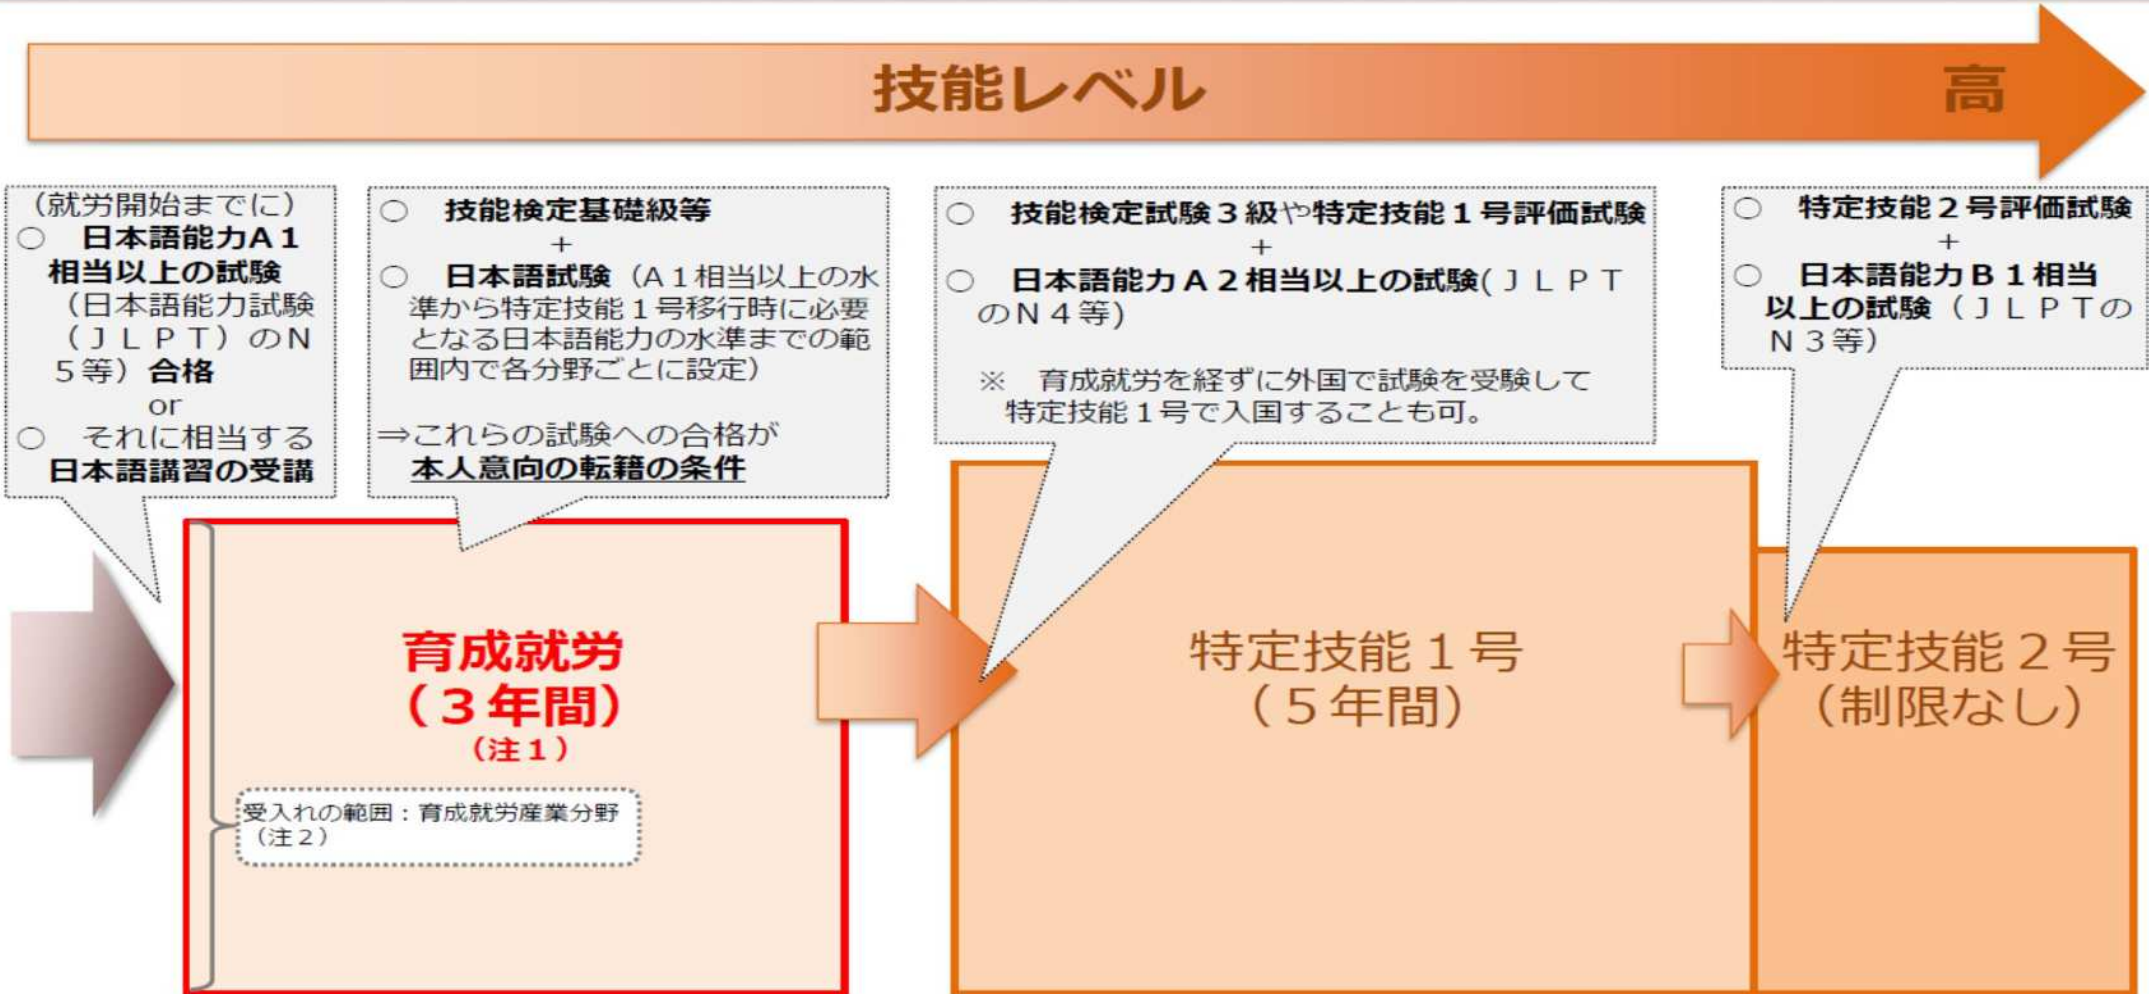 技能レベル
高
（就労開始までに）
○　日本語能力Ａ１
相当以上の試験
（日本語能力試験
（ＪＬＰＴ）のＮ
５等）合格
or
○　それに相当する
日本語講習の受講
○　技能検定基礎級等
＋
○　日本語試験（Ａ１相当以上の水
準から特定技能１号移行時に必要
となる日本語能力の水準までの範
囲内で各分野ごとに設定）
⇒これらの試験への合格が
本人意向の転籍の条件
○　技能検定試験３級や特定技能１号評価試験
＋
○　日本語能力Ａ２相当以上の試験(ＪＬＰＴ
のＮ４等)
※　育成就労を経ずに外国で試験を受験して
特定技能１号で入国することも可。
○　特定技能２号評価試験
＋
○　日本語能力Ｂ１相当
以上の試験（ＪＬＰＴの
Ｎ３等）
育成就労
（３年間）
（注１）
受入れの範囲：育成就労産業分野
（注２）
特定技能１号
（５年間）
特定技能２号
（制限なし）